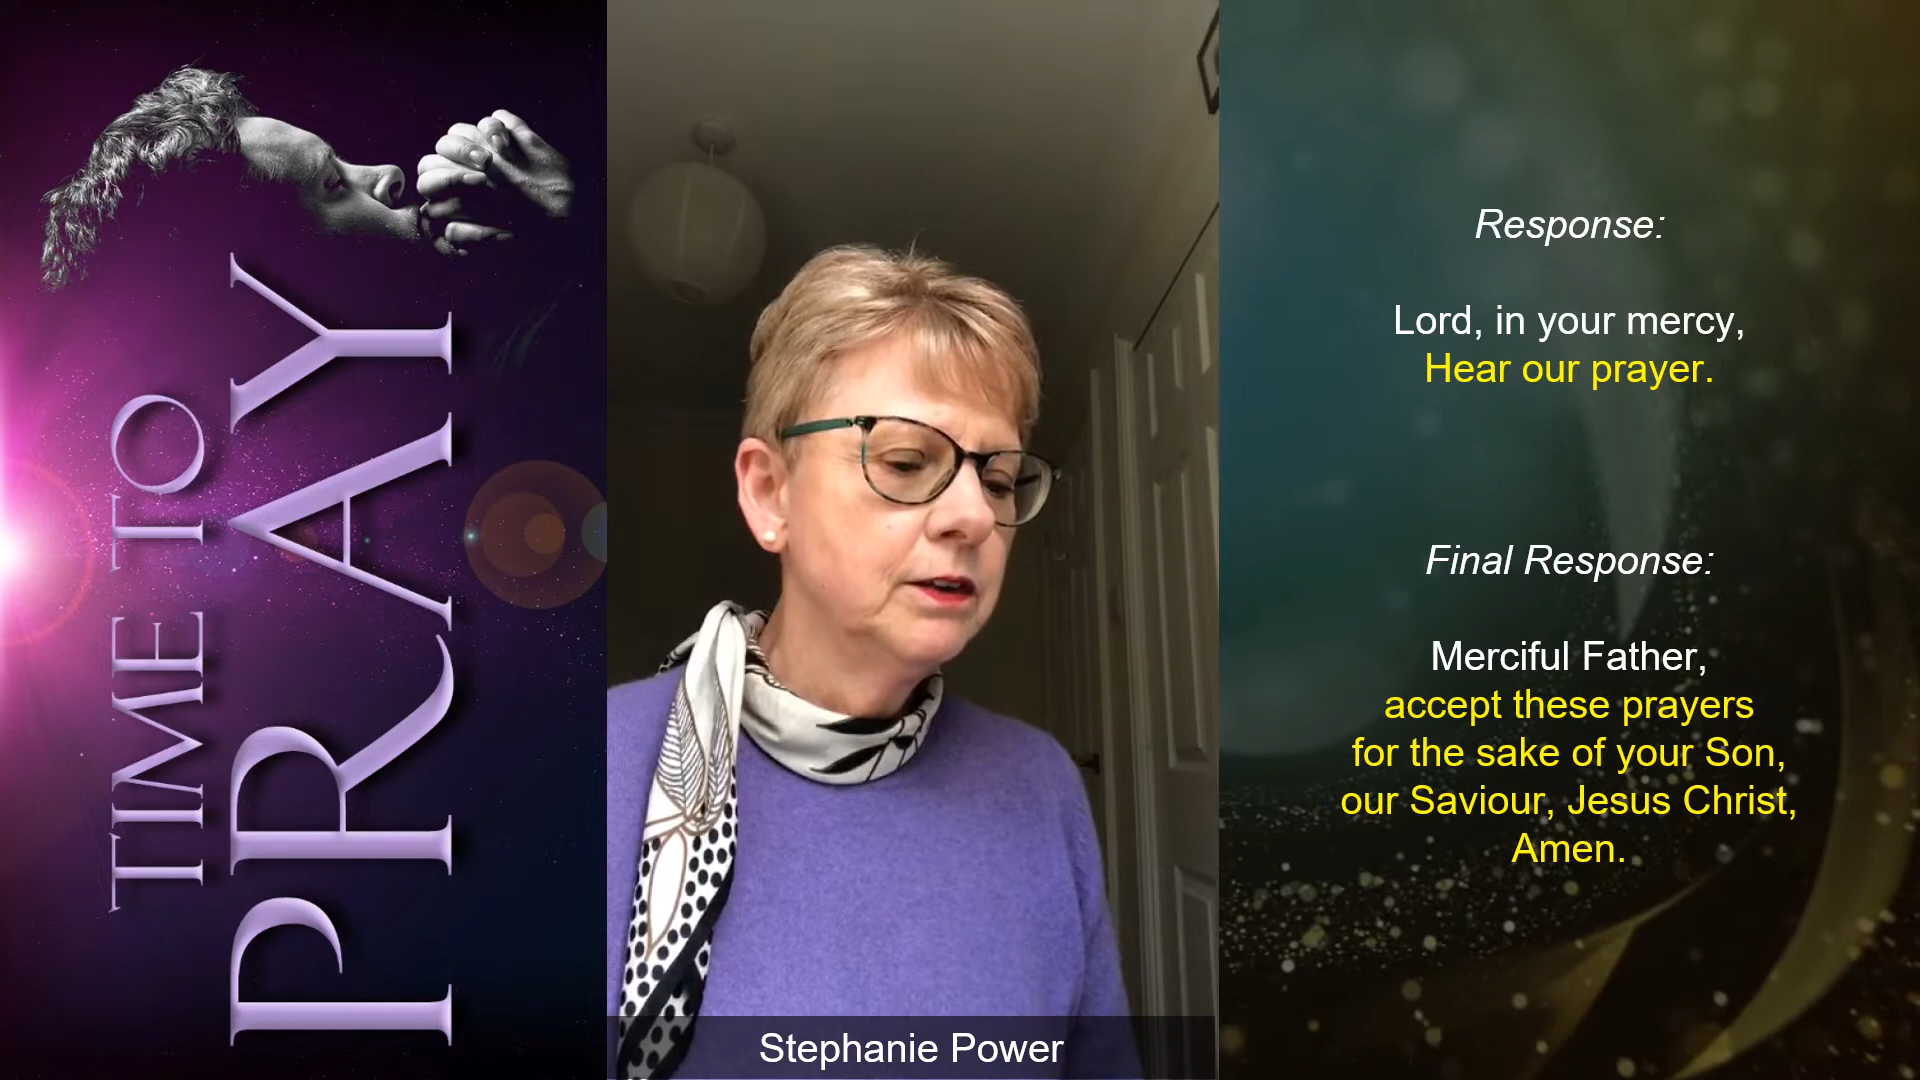 TIME TO
PRAY
Stephanie Power
Response:
Lord, in your mercy,
Hear our prayer.
Final Response:
Merciful Father,
accept these prayers
for the sake of your Son,
our Saviour, Jesus Christ,
Amen.